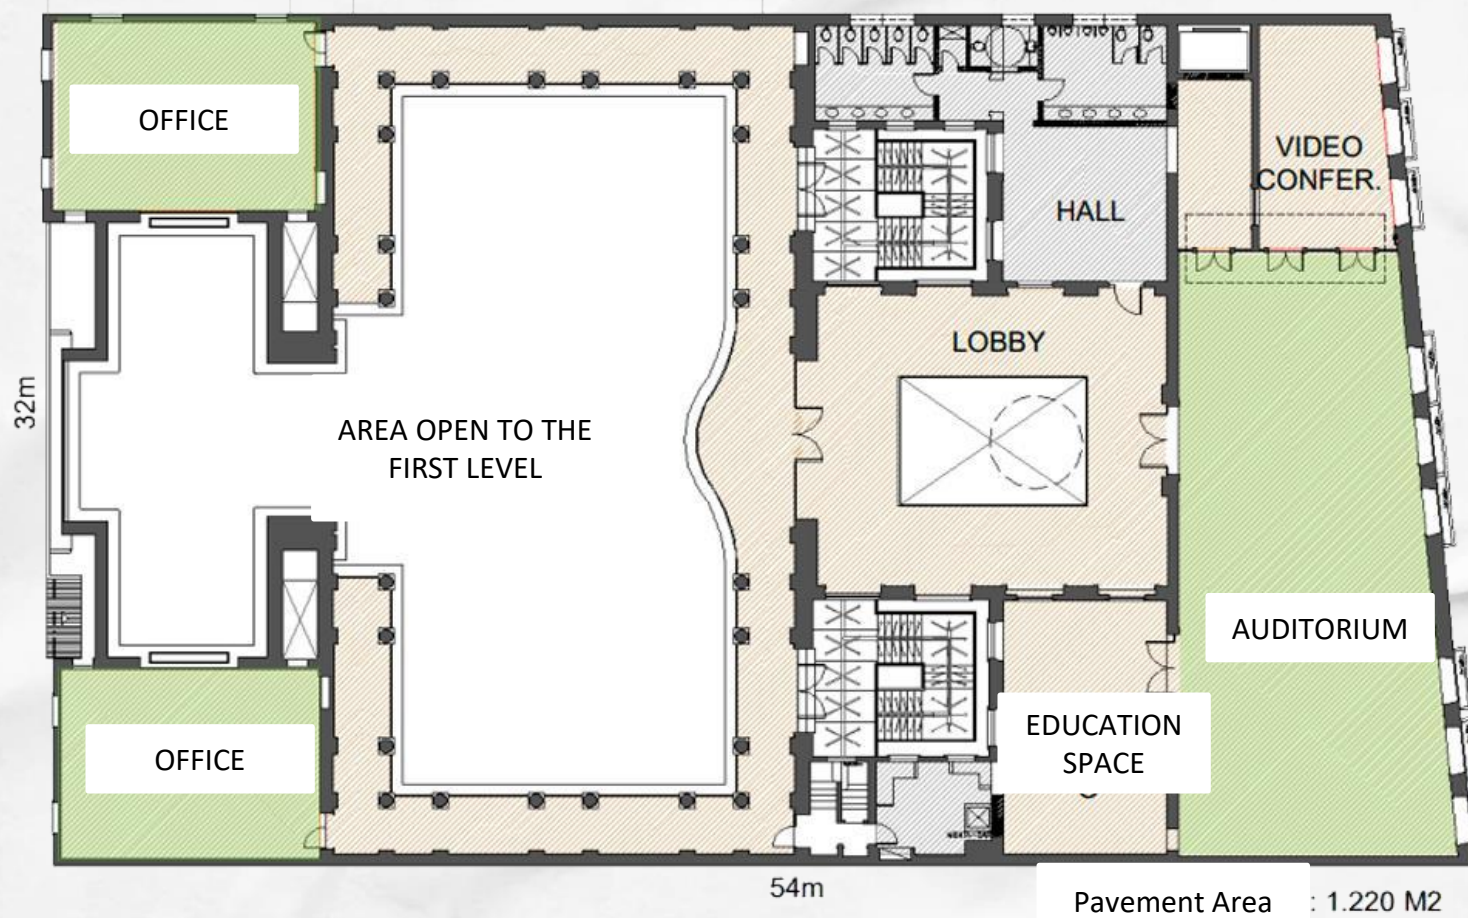 OFFICE
VIDEO
CONFER.
HALL
LOBBY
32m
AREA OPEN TO THE
FIRST LEVEL
AUDITORIUM
EDUCATION
SPACE
OFFICE
54m
Pavement Area : 1.220 M2